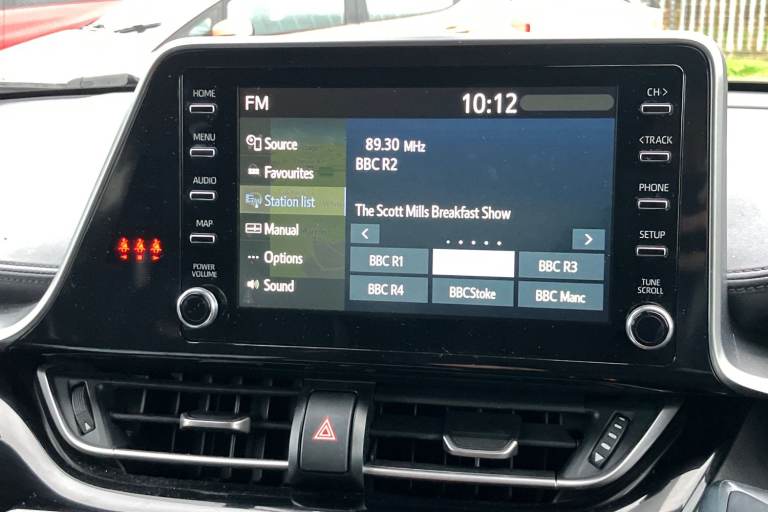 FM 10:12
HOME
MENU
AUDIO
MAP
POWER
VOLUME
Source
Favourites
Station list
Manual
Options
Sound
89.30 MHz
BBC R2
The Scott Mills Breakfast Show
< >
BBC R1 BBC R3
BBC R4 BBCStoke BBC Manc
CH >
< TRACK
PHONE
SETUP
TUNE
SCROLL